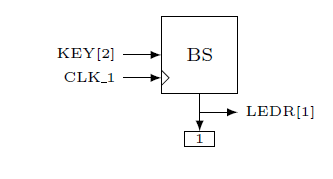 KEY[2]
BS
CLK_1
LEDR[1]
1